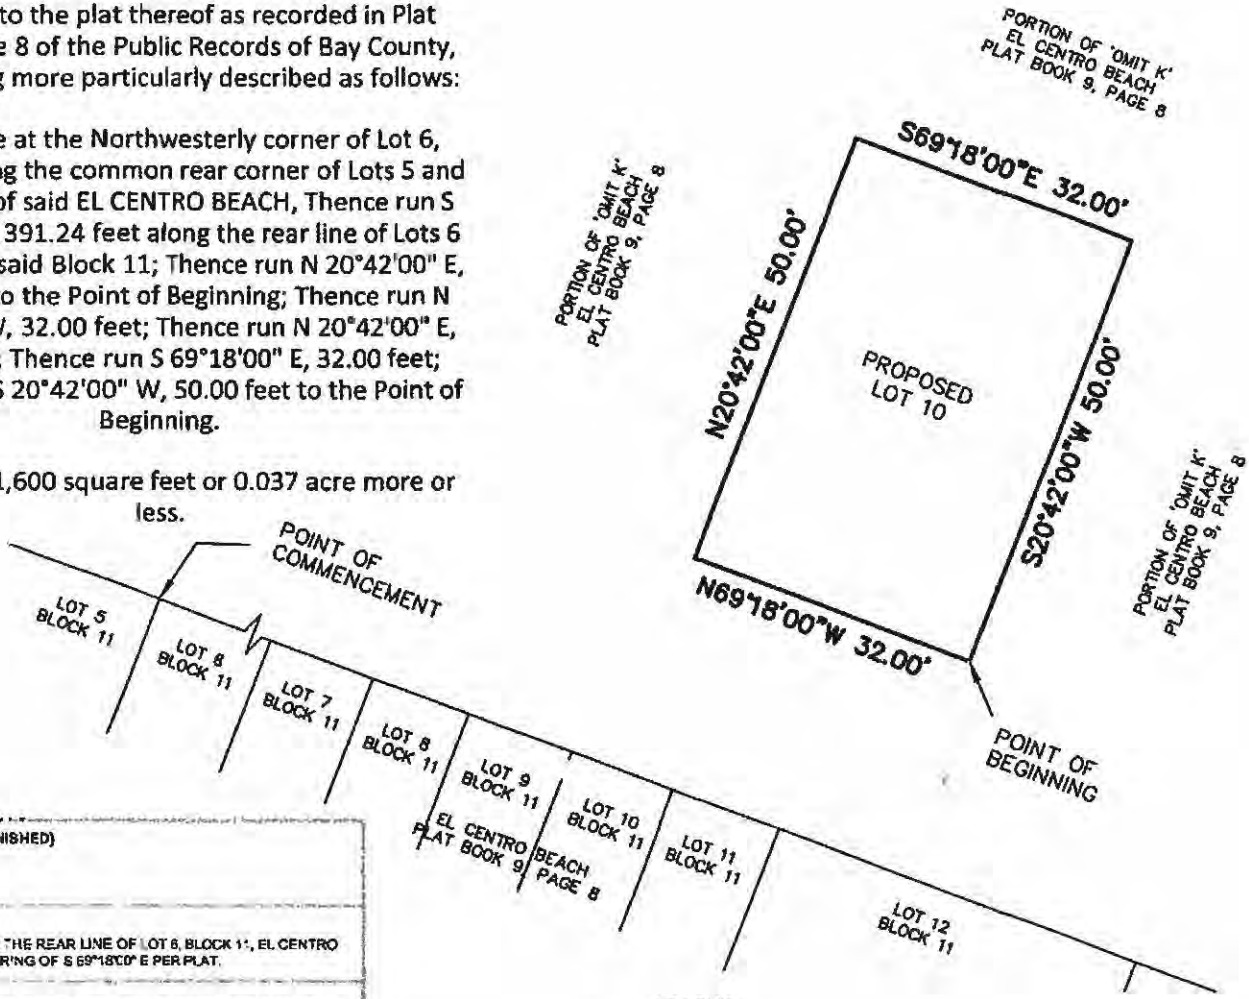 to the plat thereof as recorded in Plat
8 of the Public Records of Bay County,
more particularly described as follows:
at the Northwesterly corner of Lot 6,
the common rear corner of Lots 5 and
of said EL CENTRO BEACH, Thence run S
391.24 feet along the rear line of Lots 6
said Block 11; Thence run N 20°42'00" E,
to the Point of Beginning; Thence run N
32.00 feet; Thence run N 20°42'00" E,
Thence run S 69°18'00" E, 32.00 feet;
S 20°42'00" W, 50.00 feet to the Point of
Beginning.
1,600 square feet or 0.037 acre more or
less.
PORTION OF 'OMIT K'
EL CENTRO BEACH
PLAT BOOK 9, PAGE 8
S69°18'00"E 32.00'
PORTION OF 'OMIT K'
EL CENTRO BEACH
PLAT BOOK 9, PAGE 8
N20°42'00"E 50.00'
PROPOSED
LOT 10
S20°42'00"W 50.00'
PORTION OF 'OMIT K'
EL CENTRO BEACH
PLAT BOOK 9, PAGE 8
N69°18'00"W 32.00'
POINT OF
BEGINNING
POINT OF
COMMENCEMENT
LOT 5
BLOCK 11
LOT 6
BLOCK 11
LOT 7
BLOCK 11
LOT 8
BLOCK 11
LOT 9
BLOCK 11
LOT 10
BLOCK 11
LOT 11
BLOCK 11
LOT 12
BLOCK 11
EL CENTRO BEACH
PLAT BOOK 9, PAGE 8
NISHED)
THE REAR LINE OF LOT 6, BLOCK 11, EL CENTRO
RING OF S 69°18'00" E PER PLAT.